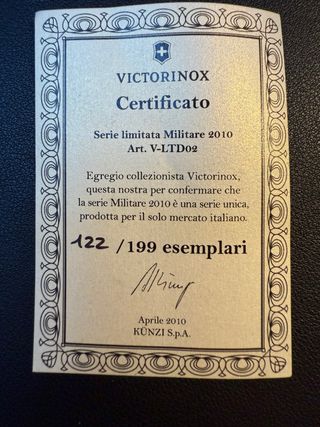 VICTORINOX
Certificato
Serie limitata Militare 2010
Art. V-LTD02
Egregio collezionista Victorinox,
questa nostra per confermare che
la serie Militare 2010 è una serie unica,
prodotta per il solo mercato italiano.
122 / 199 esemplari
Aprile 2010
KÜNZI S.p.A.